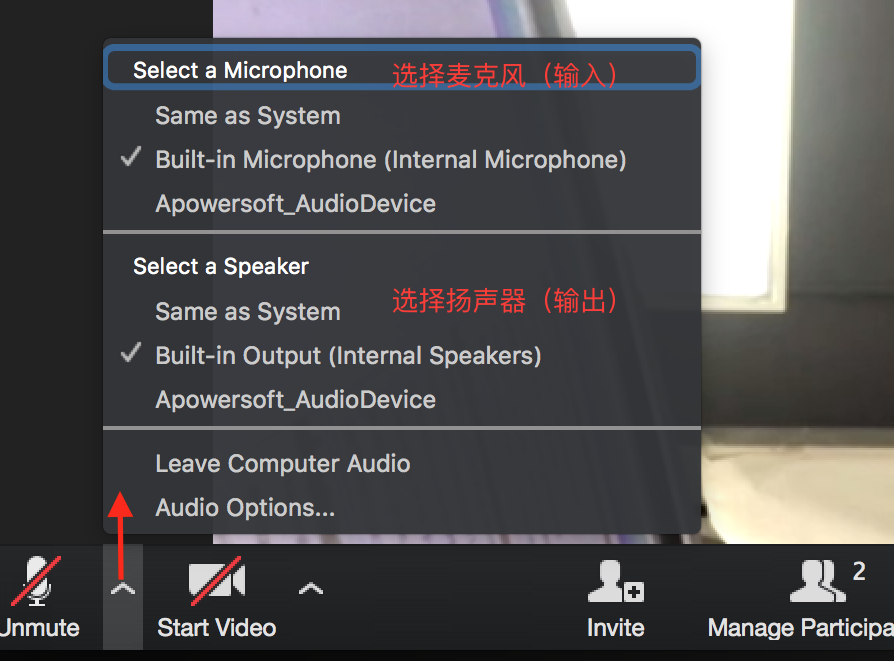 Select a Microphone 选择麦克风（输入）
Same as System
Built-in Microphone (Internal Microphone)
Apowersoft_AudioDevice
Select a Speaker
选择扬声器（输出）
Same as System
Built-in Output (Internal Speakers)
Apowersoft_AudioDevice
Leave Computer Audio
Audio Options...
2
Unmute
Start Video
Invite
Manage Participa